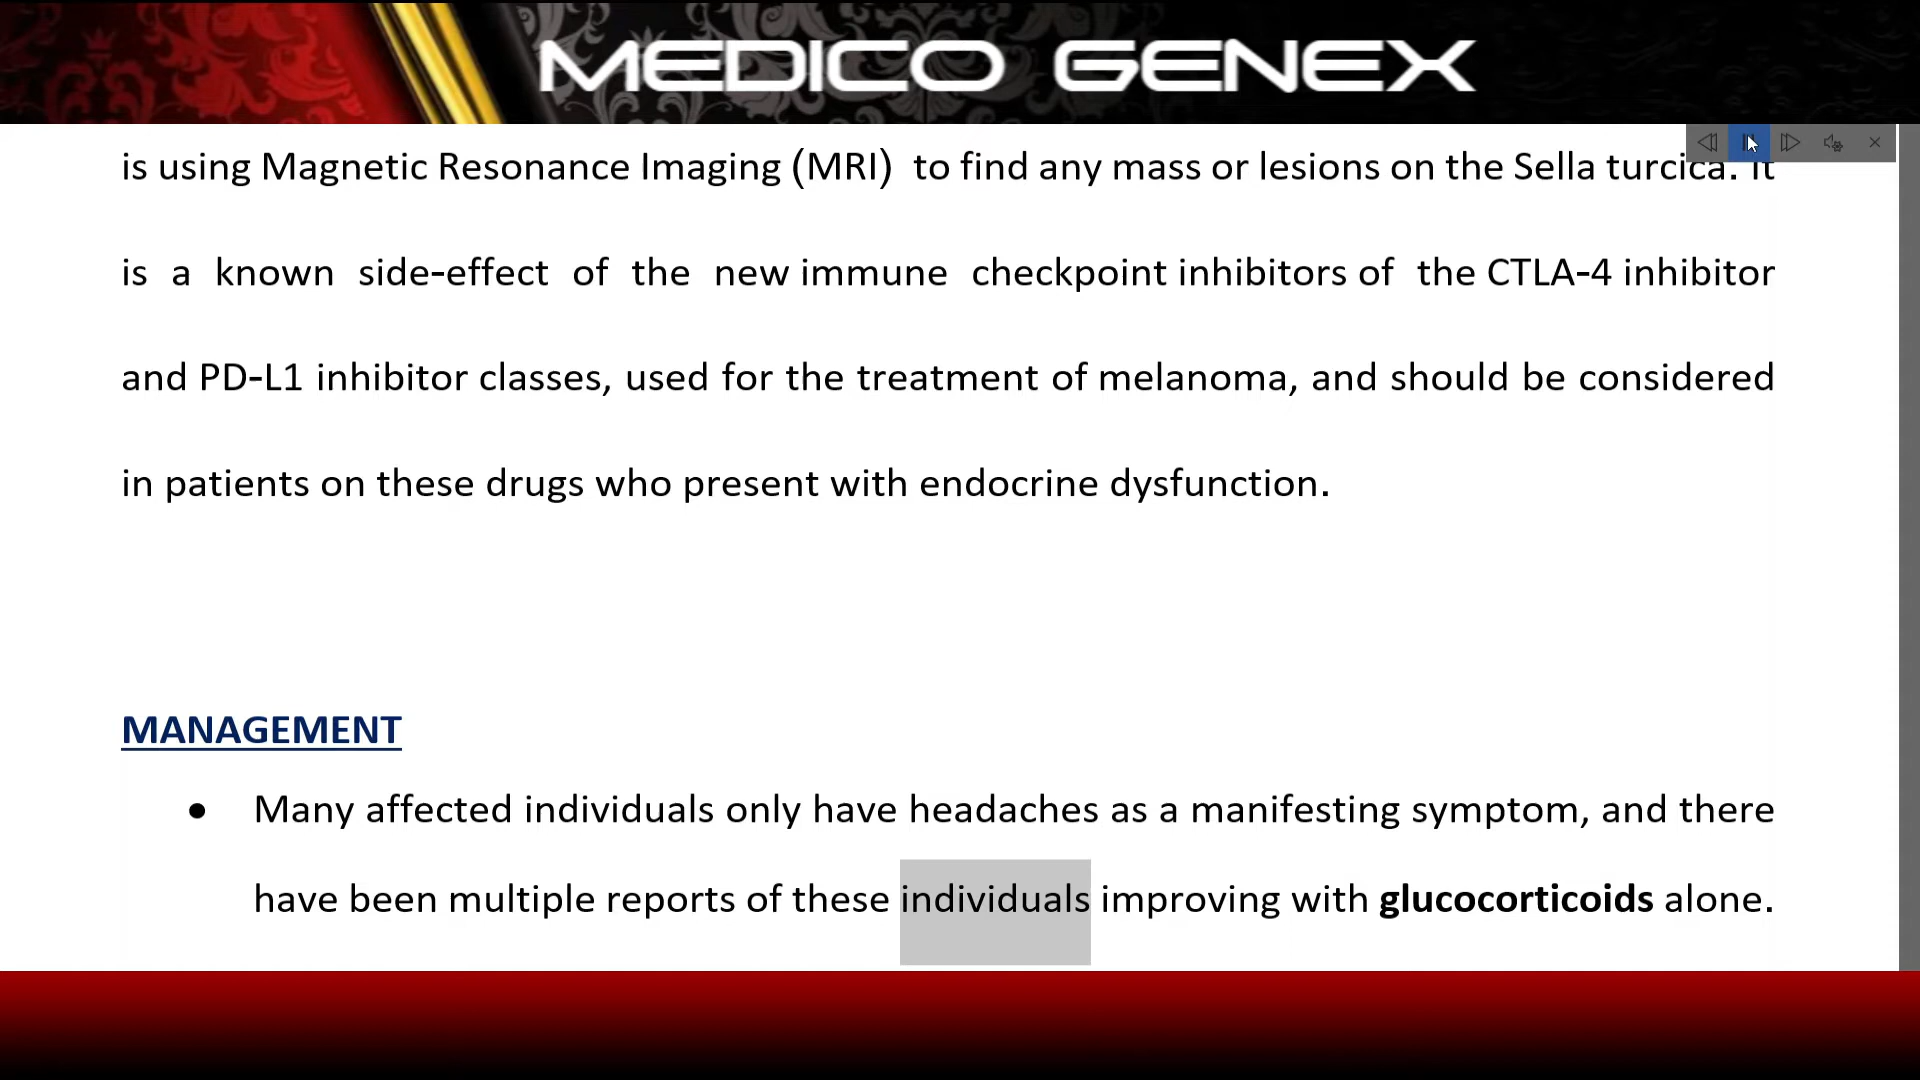 MEDICO GENEX
is using Magnetic Resonance Imaging (MRI) to find any mass or lesions on the Sella turcica. It
is a known side-effect of the new immune checkpoint inhibitors of the CTLA-4 inhibitor
and PD-L1 inhibitor classes, used for the treatment of melanoma, and should be considered
in patients on these drugs who present with endocrine dysfunction.
MANAGEMENT
• Many affected individuals only have headaches as a manifesting symptom, and there
have been multiple reports of these individuals improving with glucocorticoids alone.